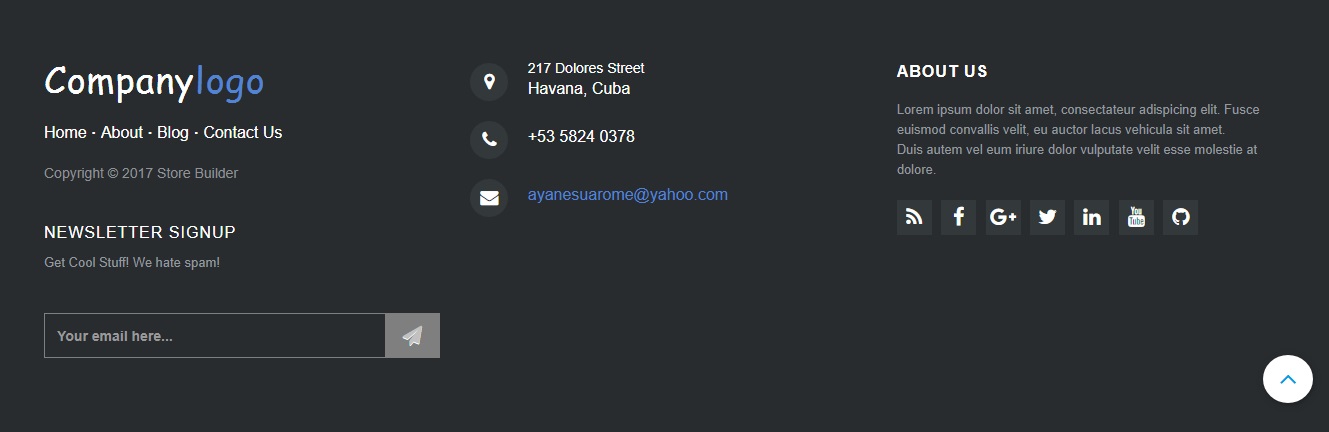 Companylogo
Home · About · Blog · Contact Us
Copyright © 2017 Store Builder
NEWSLETTER SIGNUP
Get Cool Stuff! We hate spam!
Your email here...
217 Dolores Street
Havana, Cuba
+53 5824 0378
ayanesuarome@yahoo.com
ABOUT US
Lorem ipsum dolor sit amet, consectateur adispicing elit. Fusce
euismod convallis velit, eu auctor lacus vehicula sit amet.
Duis autem vel eum iriure dolor vulputate velit esse molestie at
dolore.
f G+ in You Tube